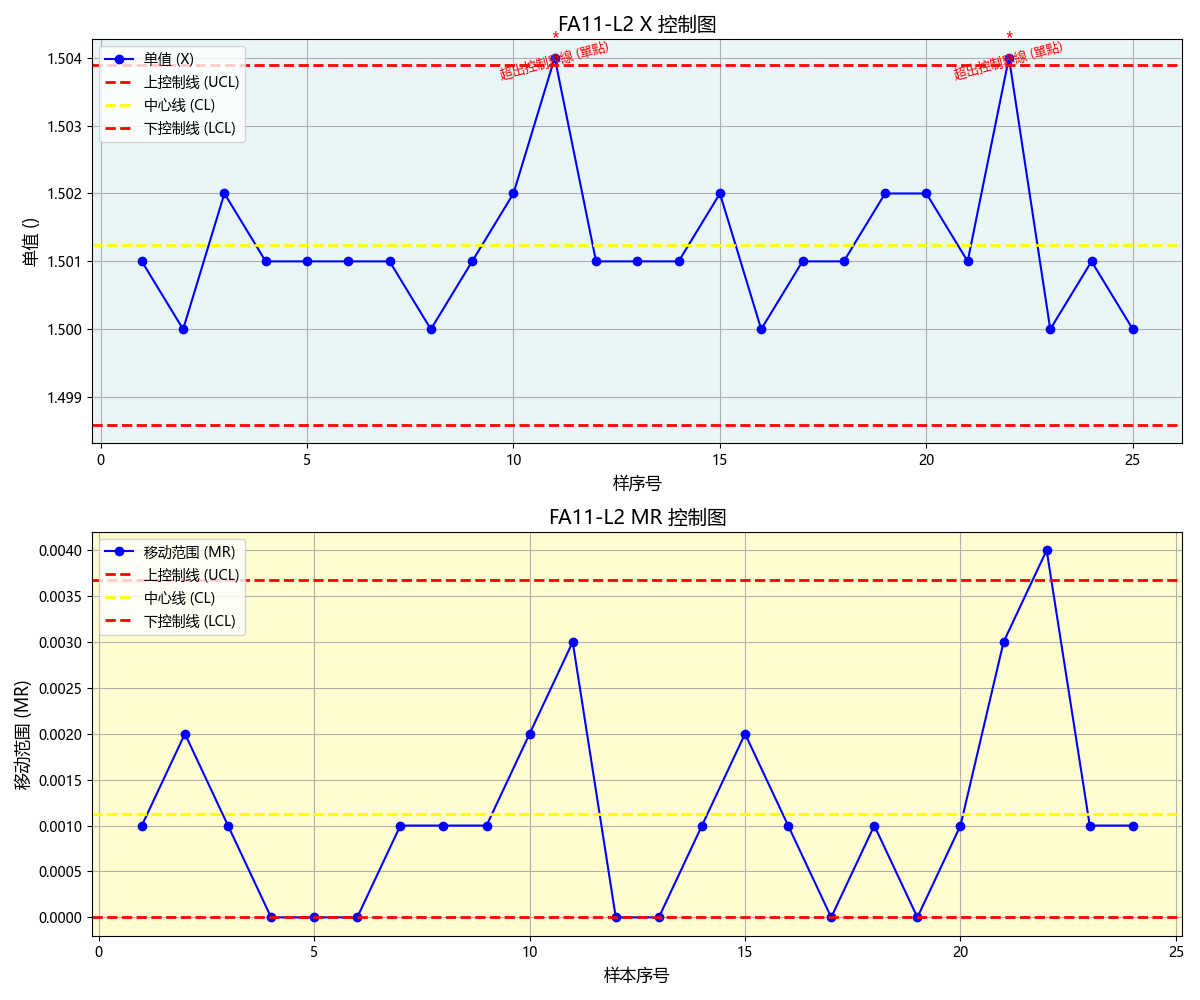 FA11-L2 X 控制图
*
*
超出控制界線 (單點)
超出控制界線 (單點)
单值 (X)
上控制线 (UCL)
中心线 (CL)
下控制线 (LCL)
1.504
1.503
1.502
1.501
1.500
1.499
单值 ()
0
5
10
15
20
25
样序号
FA11-L2 MR 控制图
移动范围 (MR)
上控制线 (UCL)
中心线 (CL)
下控制线 (LCL)
0.0040
0.0035
0.0030
0.0025
0.0020
0.0015
0.0010
0.0005
0.0000
移动范围 (MR)
0
5
10
15
20
25
样本序号